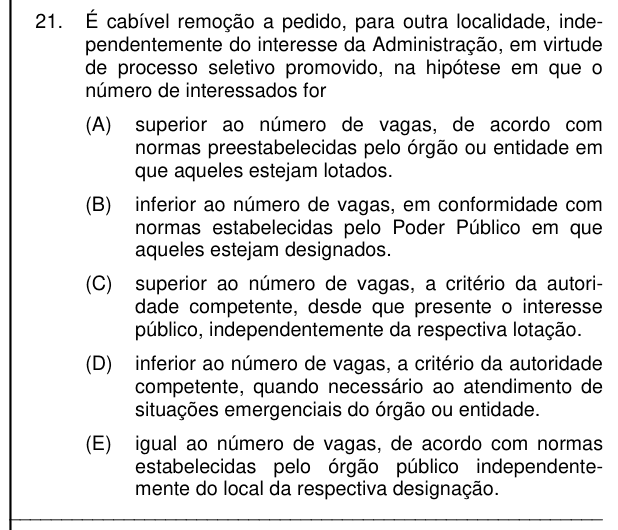 21. É cabível remoção a pedido, para outra localidade, inde-
pendentemente do interesse da Administração, em virtude
de processo seletivo promovido, na hipótese em que o
número de interessados for
(A) superior ao número de vagas, de acordo com
normas preestabelecidas pelo órgão ou entidade em
que aqueles estejam lotados.
(B) inferior ao número de vagas, em conformidade com
normas estabelecidas pelo Poder Público em que
aqueles estejam designados.
(C) superior ao número de vagas, a critério da autori-
dade competente, desde que presente o interesse
público, independentemente da respectiva lotação.
(D) inferior ao número de vagas, a critério da autoridade
competente, quando necessário ao atendimento de
situações emergenciais do órgão ou entidade.
(E) igual ao número de vagas, de acordo com normas
estabelecidas pelo órgão público independente-
mente do local da respectiva designação.